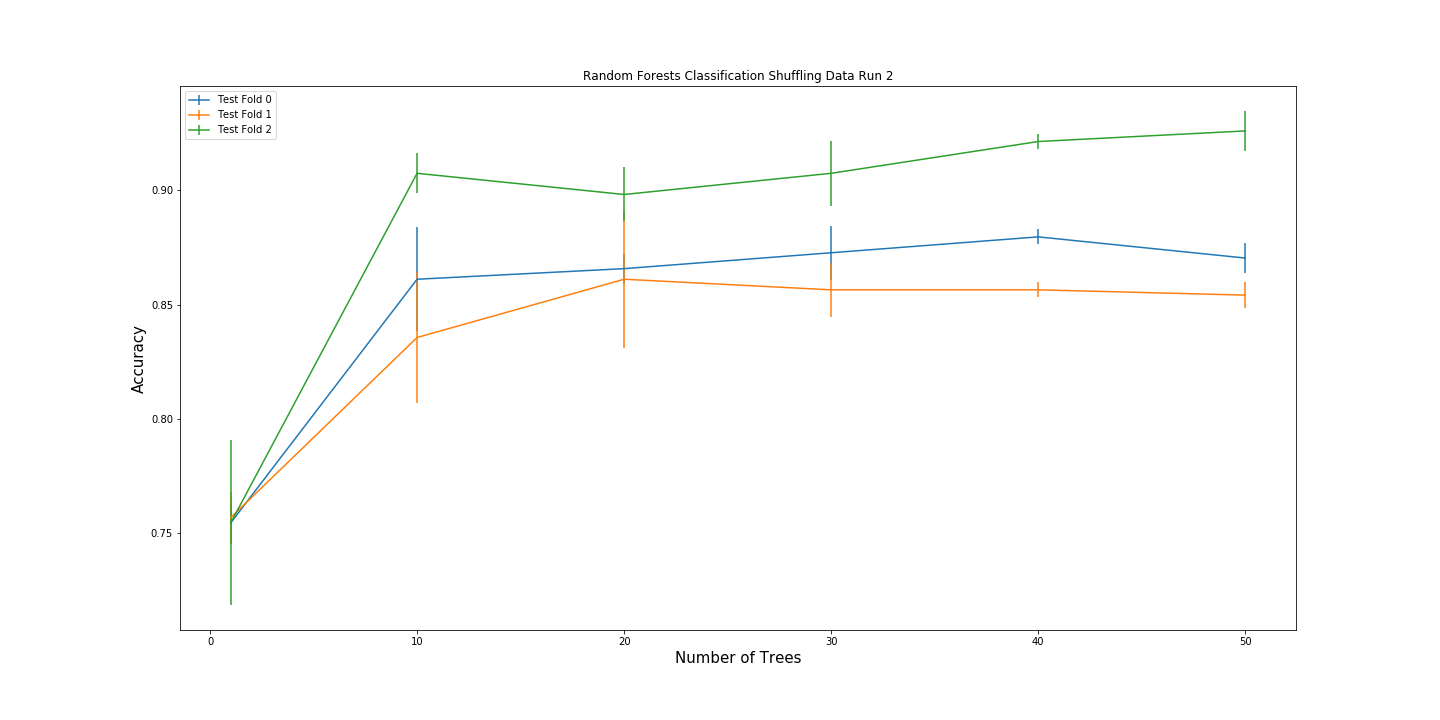 Random Forests Classification Shuffling Data Run 2
Test Fold 0
Test Fold 1
Test Fold 2
0.90
0.85
0.80
0.75
Accuracy
0 10 20 30 40 50
Number of Trees